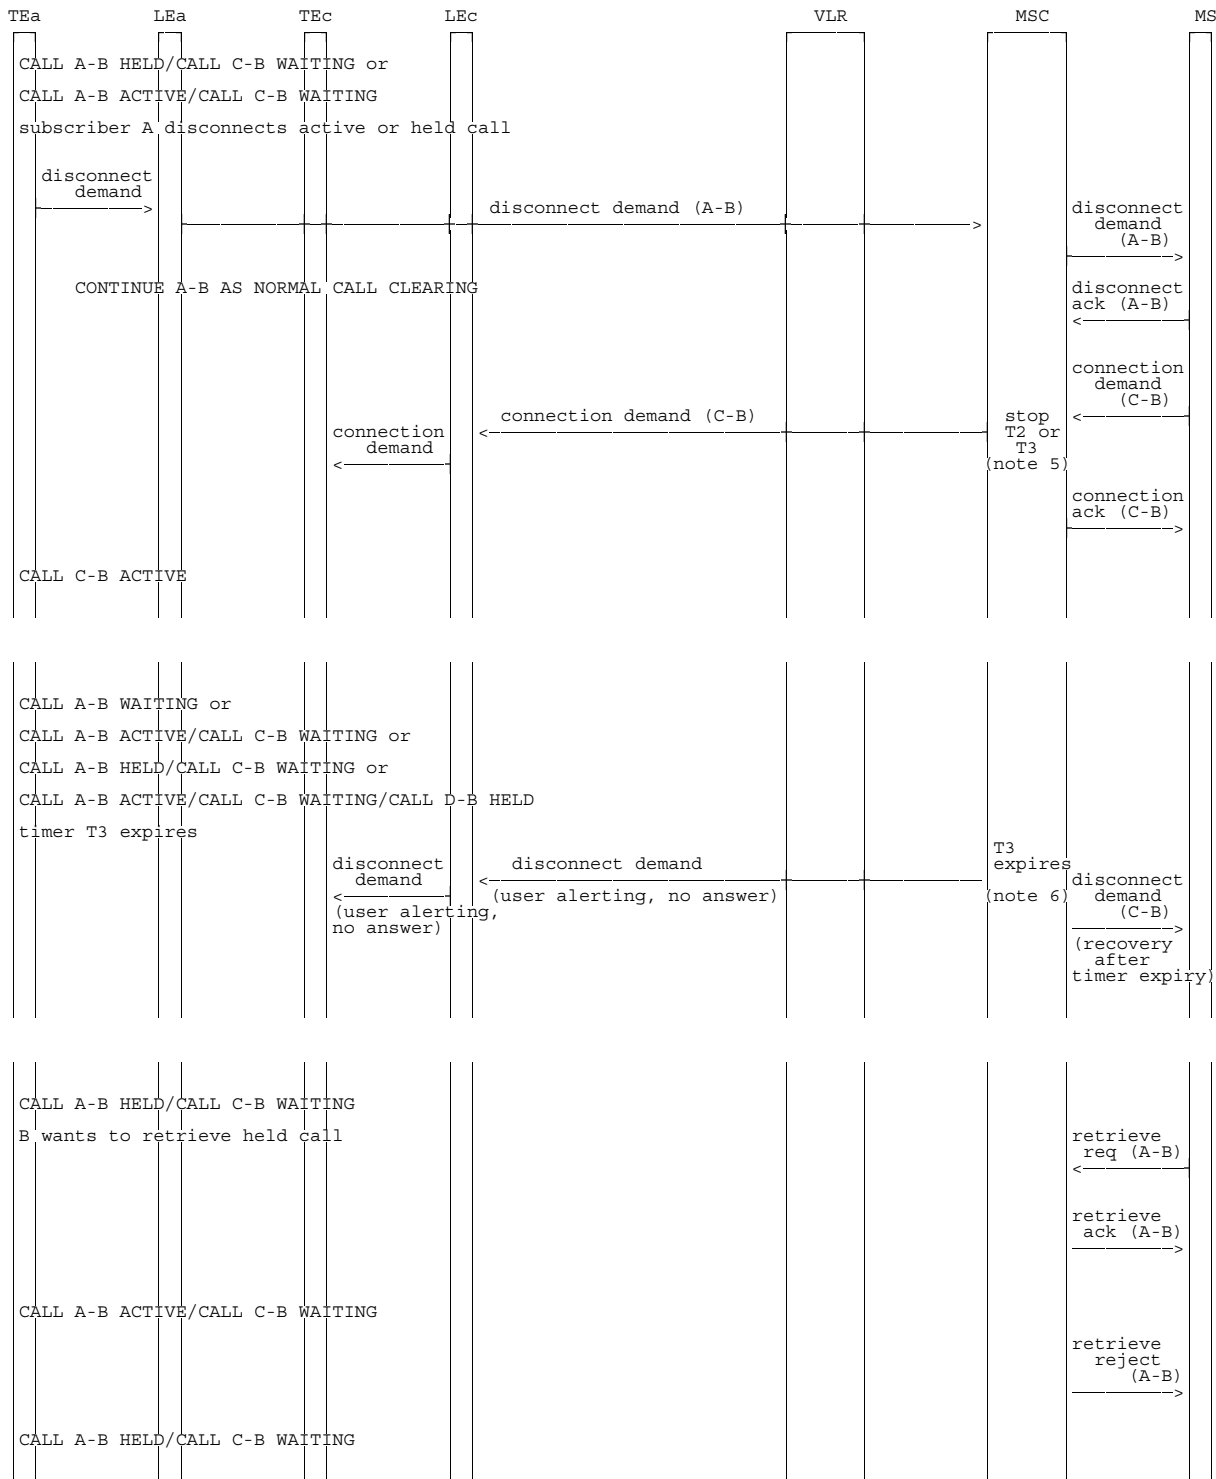 TEa LEa TEc LEc VLR MSC MS
CALL A-B HELD/CALL C-B WAITING or
CALL A-B ACTIVE/CALL C-B WAITING
subscriber A disconnects active or held call
disconnect
demand
disconnect demand (A-B)
disconnect
demand
(A-B)
CONTINUE A-B AS NORMAL CALL CLEARING
disconnect
ack (A-B)
connection
demand
(C-B)
connection demand (C-B)
stop
T2 or
T3
(note 5)
connection
demand
connection
ack (C-B)
CALL C-B ACTIVE
CALL A-B WAITING or
CALL A-B ACTIVE/CALL C-B WAITING or
CALL A-B HELD/CALL C-B WAITING or
CALL A-B ACTIVE/CALL C-B WAITING/CALL D-B HELD
timer T3 expires
T3
expires
(note 6)
disconnect
demand
(user alerting,
no answer)
disconnect demand
(user alerting, no answer)
disconnect
demand
(C-B)
(recovery
after
timer expiry)
CALL A-B HELD/CALL C-B WAITING
B wants to retrieve held call
retrieve
req (A-B)
retrieve
ack (A-B)
CALL A-B ACTIVE/CALL C-B WAITING
retrieve
reject
(A-B)
CALL A-B HELD/CALL C-B WAITING